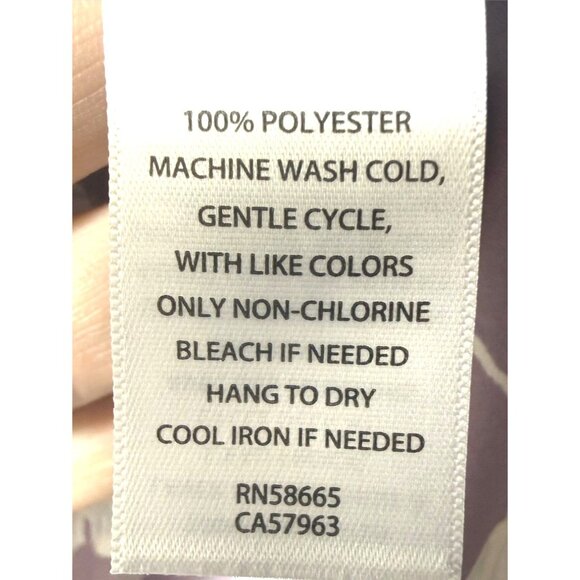 100% POLYESTER
MACHINE WASH COLD,
GENTLE CYCLE,
WITH LIKE COLORS
ONLY NON-CHLORINE
BLEACH IF NEEDED
HANG TO DRY
COOL IRON IF NEEDED
RN58665
CA57963